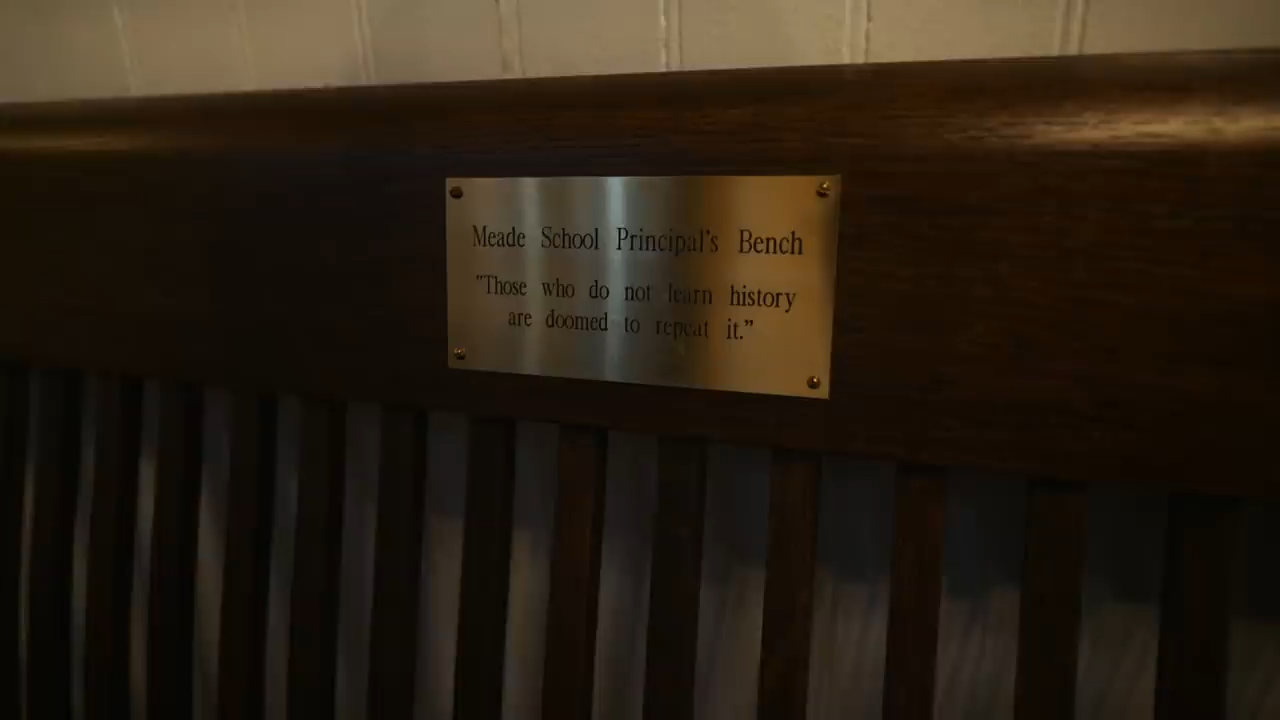 Meade School Principal's Bench
"Those who do not learn history
are doomed to repeat it."